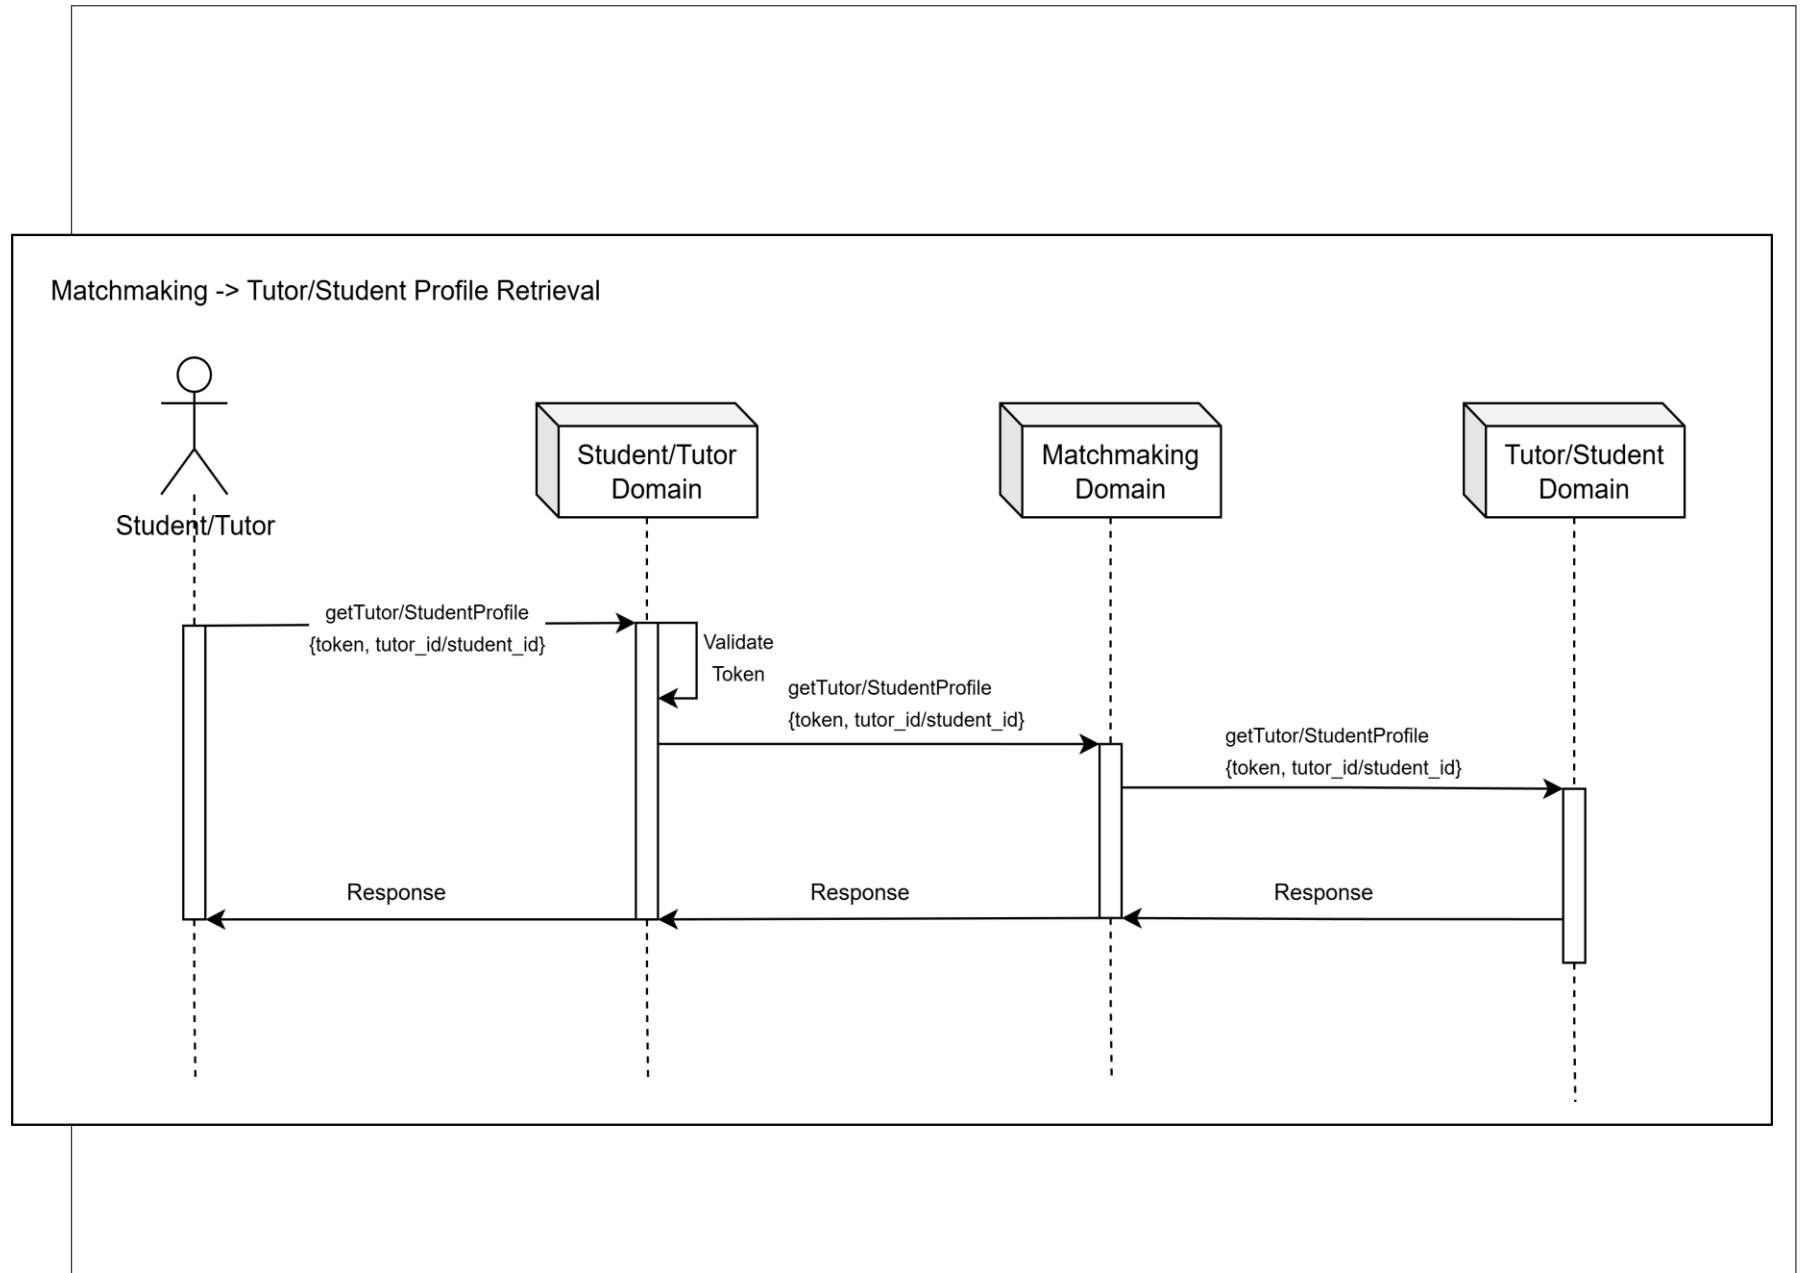 Matchmaking -> Tutor/Student Profile Retrieval
Student/Tutor
Student/Tutor
Domain
Matchmaking
Domain
Tutor/Student
Domain
getTutor/StudentProfile
{token, tutor_id/student_id}
Validate
Token
getTutor/StudentProfile
{token, tutor_id/student_id}
getTutor/StudentProfile
{token, tutor_id/student_id}
Response
Response
Response